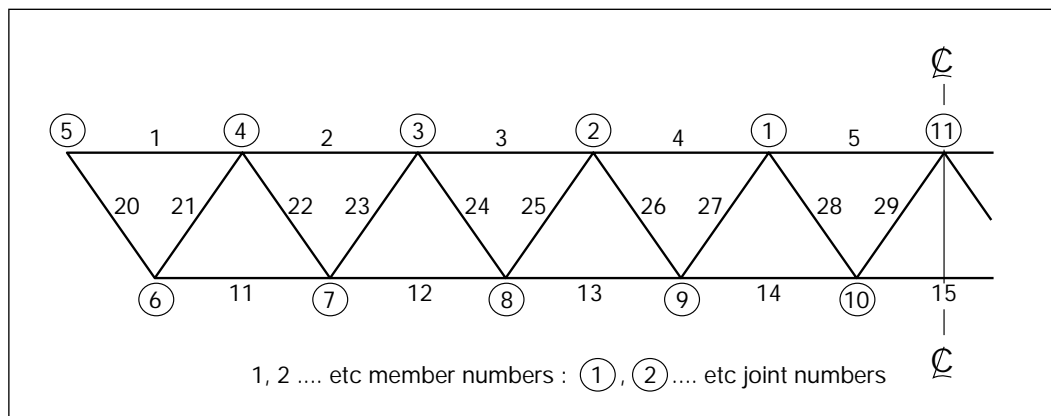 ℄
5 1 4 2 3 3 2 4 1 5 11
20 21 22 23 24 25 26 27 28 29
6 11 7 12 8 13 9 14 10 15
℄
1, 2 .... etc member numbers : 1 , 2 .... etc joint numbers